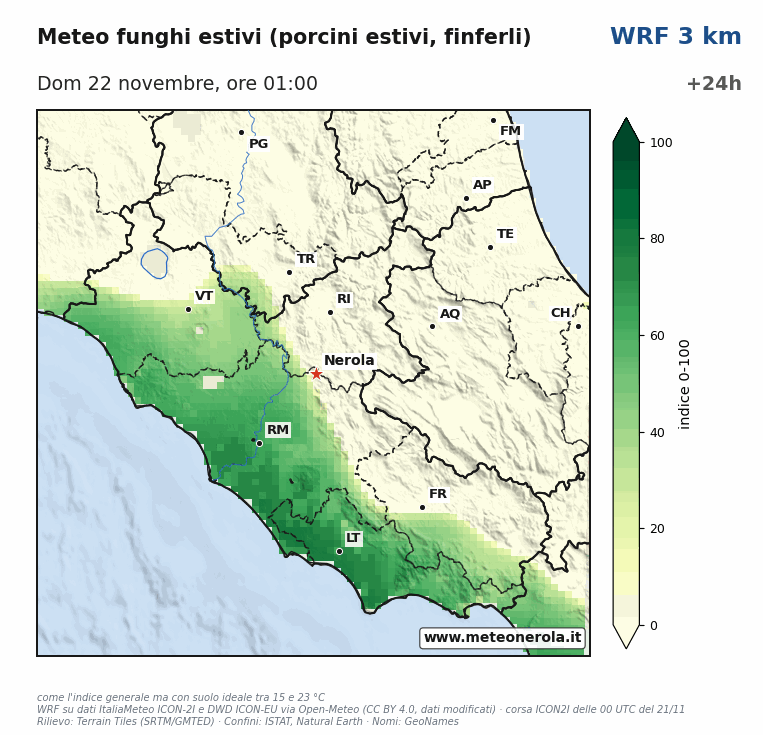 Meteo funghi estivi (porcini estivi, finferli)
WRF 3 km
Dom 22 novembre, ore 01:00
+24h
FM
PG
AP
TE
TR
VT
RI
AQ
CH
Nerola
RM
FR
LT
www.meteonerola.it
100
80
60
40
20
0
indice 0-100
come l'indice generale ma con suolo ideale tra 15 e 23 °C
WRF su dati ItaliaMeteo ICON-2I e DWD ICON-EU via Open-Meteo (CC BY 4.0, dati modificati) · corsa ICON2I delle 00 UTC del 21/11
Rilievo: Terrain Tiles (SRTM/GMTED) · Confini: ISTAT, Natural Earth · Nomi: GeoNames